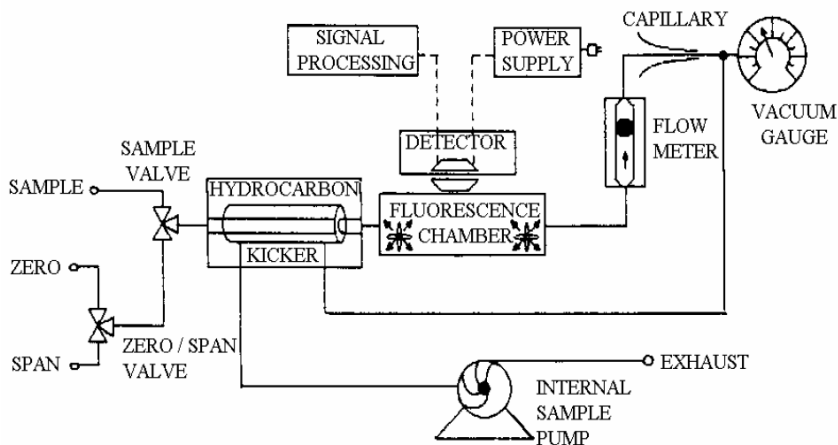 SIGNAL
PROCESSING
POWER
SUPPLY
CAPILLARY
VACUUM
GAUGE
FLOW
METER
DETECTOR
SAMPLE
VALVE
SAMPLE
HYDROCARBON
KICKER
FLUORESCENCE
CHAMBER
ZERO
SPAN
ZERO / SPAN
VALVE
EXHAUST
INTERNAL
SAMPLE
PUMP